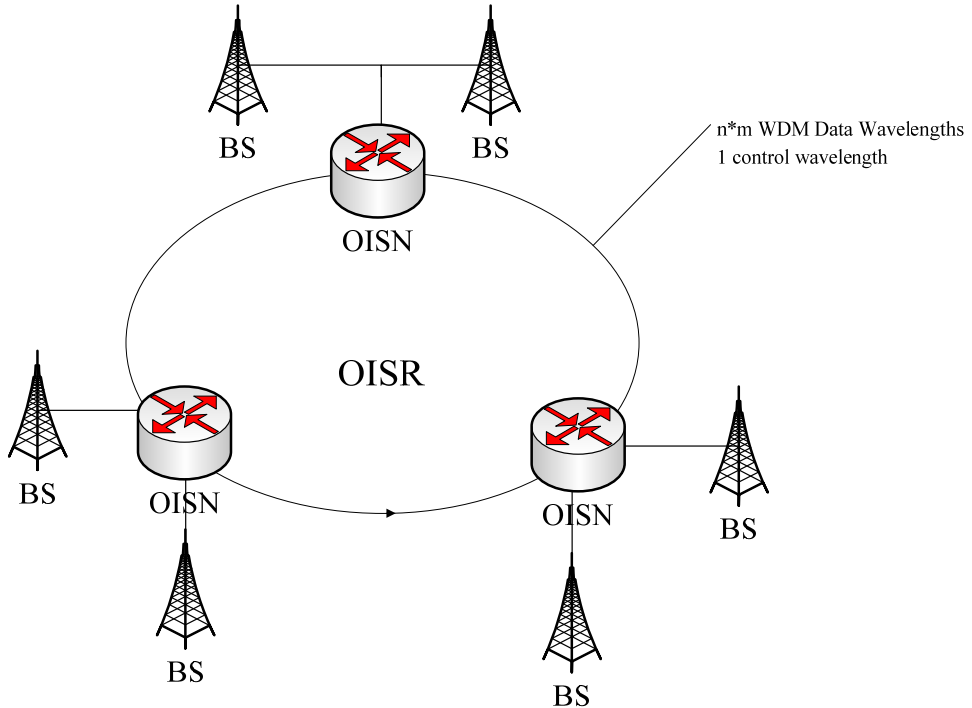 BS
BS
n*m WDM Data Wavelengths
1 control wavelength
OISN
OISR
BS
OISN
OISN
BS
BS
BS